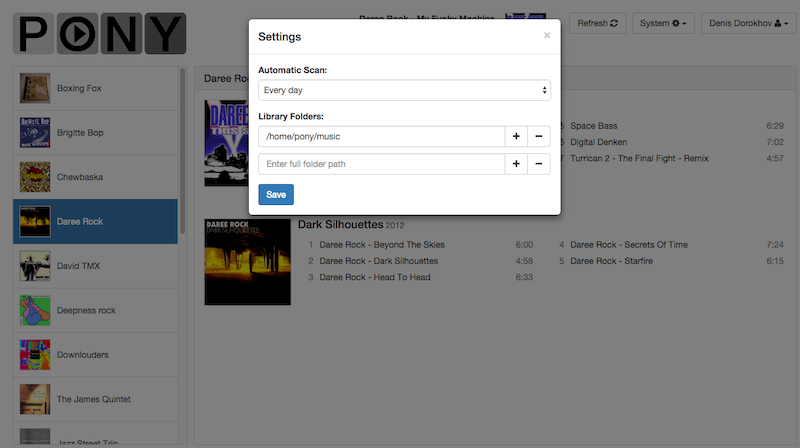 PONY
Daree Rock - My Funky Machine
Refresh
System
Denis Dorokhov
Settings
×
Automatic Scan:
Every day
Library Folders:
/home/pony/music
Enter full folder path
Save
Boxing Fox
Brigitte Bop
Chewbaska
Daree Rock
David TMX
Deepness rock
Downlouders
The James Quintet
Jazz Street Trio
Daree Roc
Space Bass 6:29
Digital Denken 7:02
Turrican 2 - The Final Fight - Remix 4:57
DAREE ROCK
DARK SILHOUETTES
Dark Silhouettes 2012
1 Daree Rock - Beyond The Skies 6:00
2 Daree Rock - Dark Silhouettes 4:58
3 Daree Rock - Head To Head 6:33
4 Daree Rock - Secrets Of Time 7:24
5 Daree Rock - Starfire 6:15